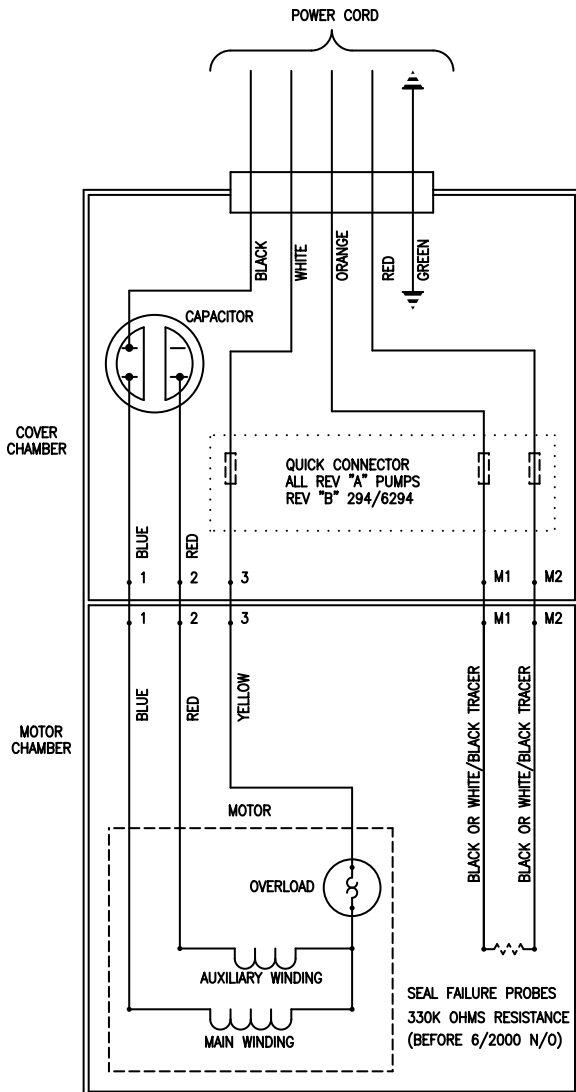 POWER CORD
BLACK
WHITE
ORANGE
RED
GREEN
CAPACITOR
COVER
CHAMBER
QUICK CONNECTOR
ALL REV "A" PUMPS
REV "B" 294/6294
BLUE
RED
1
2
3
M1
M2
1
2
3
M1
M2
BLUE
RED
YELLOW
BLACK OR WHITE/BLACK TRACER
BLACK OR WHITE/BLACK TRACER
MOTOR
CHAMBER
MOTOR
OVERLOAD
AUXILIARY WINDING
MAIN WINDING
SEAL FAILURE PROBES
330K OHMS RESISTANCE
(BEFORE 6/2000 N/O)